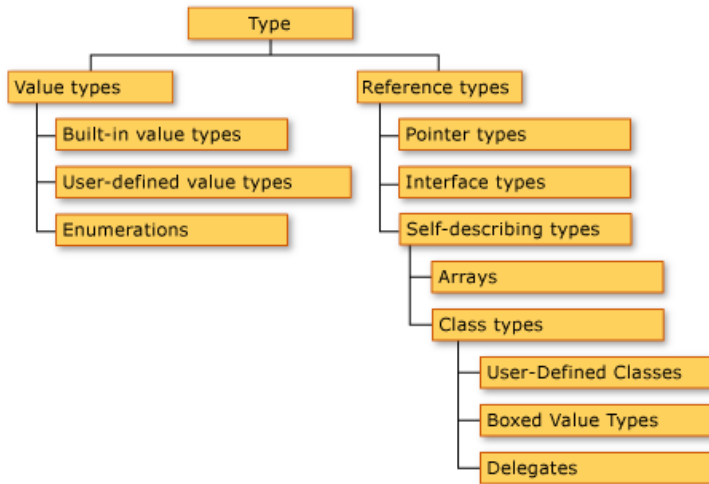 Type
Value types
Built-in value types
User-defined value types
Enumerations
Reference types
Pointer types
Interface types
Self-describing types
Arrays
Class types
User-Defined Classes
Boxed Value Types
Delegates